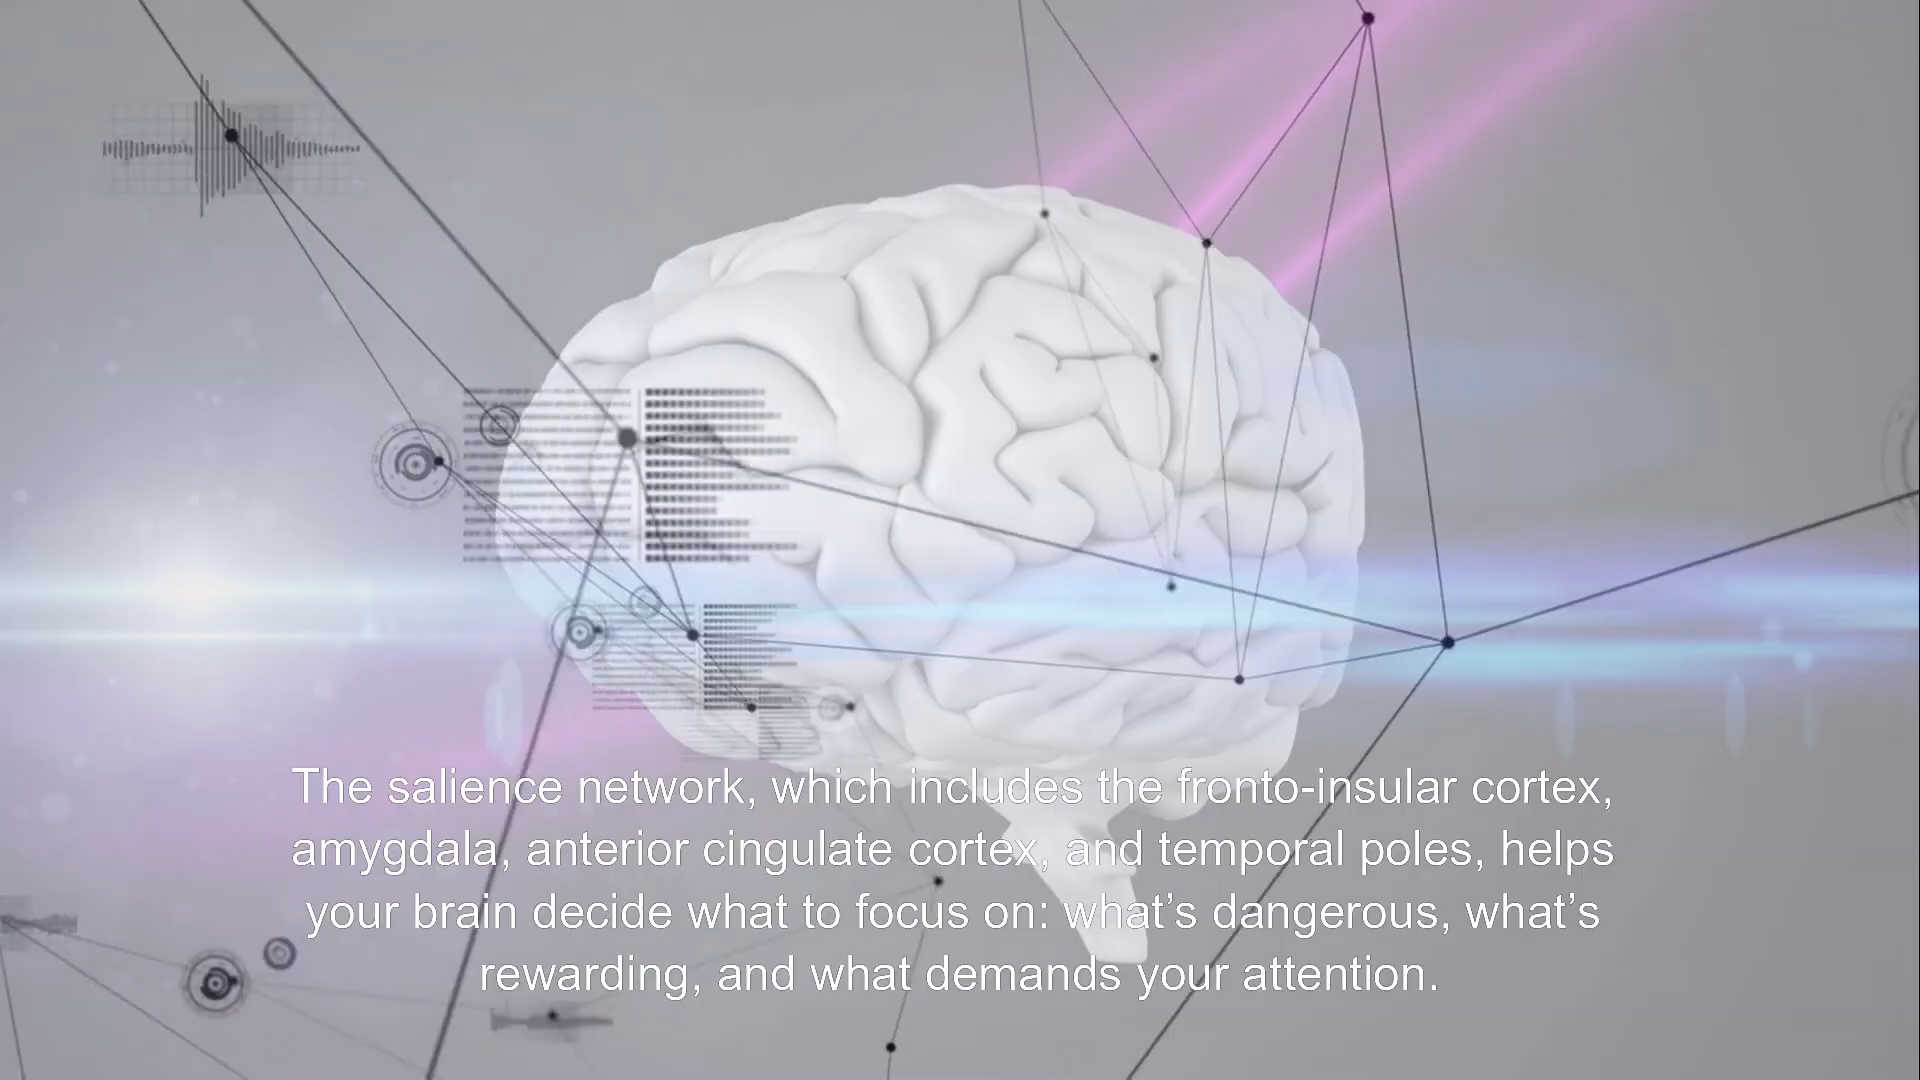 The salience network, which includes the fronto-insular cortex,
amygdala, anterior cingulate cortex, and temporal poles, helps
your brain decide what to focus on: what’s dangerous, what’s
rewarding, and what demands your attention.